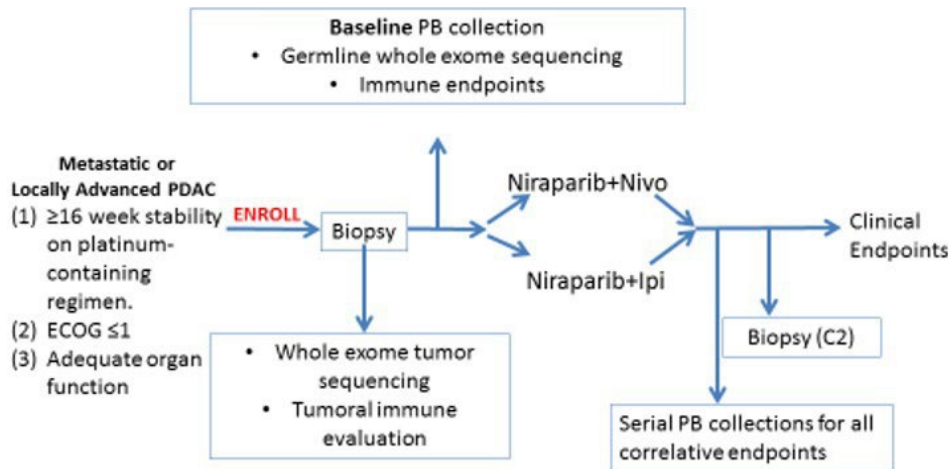 Baseline PB collection
• Germline whole exome sequencing
• Immune endpoints
Metastatic or
Locally Advanced PDAC
(1) ≥16 week stability
on platinum-
containing
regimen.
(2) ECOG ≤1
(3) Adequate organ
function
ENROLL
Biopsy
• Whole exome tumor
sequencing
• Tumoral immune
evaluation
Niraparib+Nivo
Niraparib+Ipi
Clinical
Endpoints
Biopsy (C2)
Serial PB collections for all
correlative endpoints